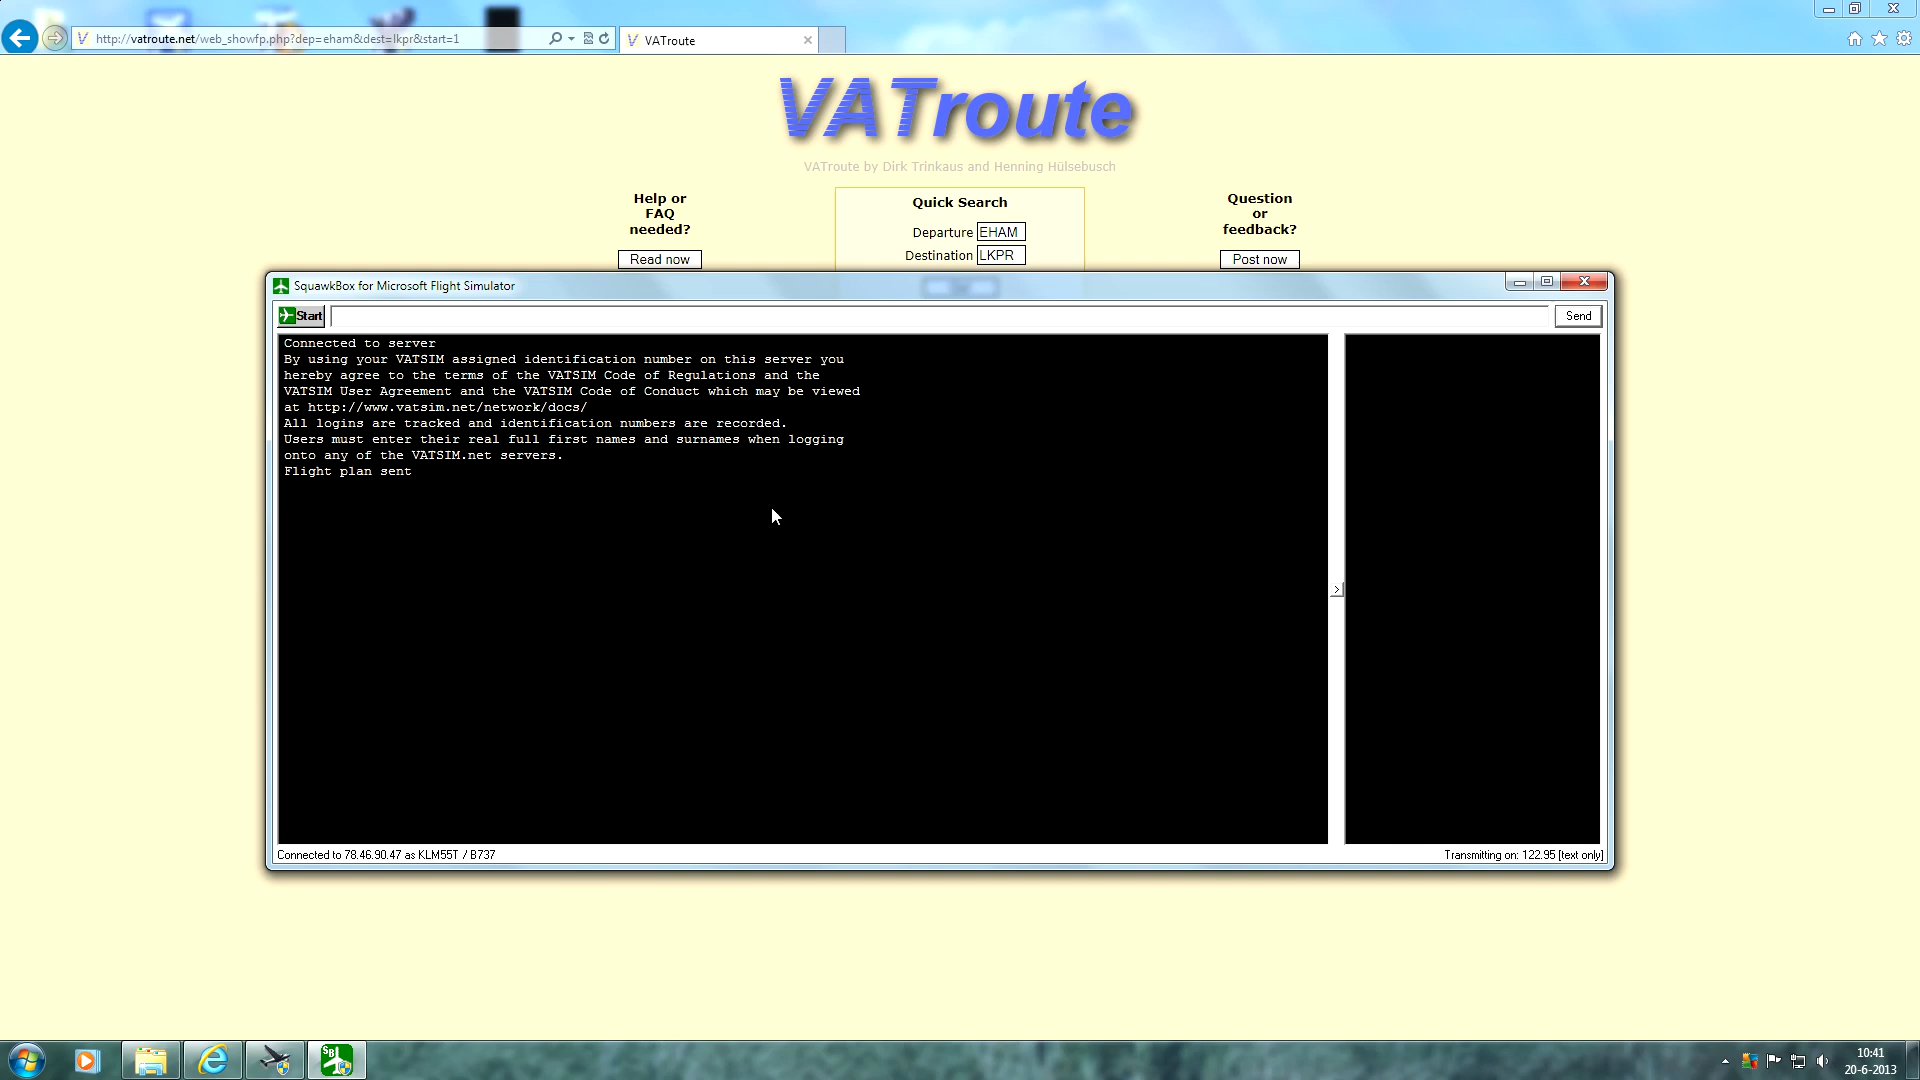 http://vatroute.net/web_showfp.php?dep=eham&dest=lkpr&start=1
VATroute
VATroute
VATroute by Dirk Trinkaus and Henning Hülsebusch
Help or
FAQ
needed?
Read now
Quick Search
Departure EHAM
Destination LKPR
Question
or
feedback?
Post now
SquawkBox for Microsoft Flight Simulator
Start
Send
Connected to server
By using your VATSIM assigned identification number on this server you
hereby agree to the terms of the VATSIM Code of Regulations and the
VATSIM User Agreement and the VATSIM Code of Conduct which may be viewed
at http://www.vatsim.net/network/docs/
All logins are tracked and identification numbers are recorded.
Users must enter their real full first names and surnames when logging
onto any of the VATSIM.net servers.
Flight plan sent
Connected to 78.46.90.47 as KLM55T / B737
Transmitting on: 122.95 [text only]
SB
10:41
20-6-2013